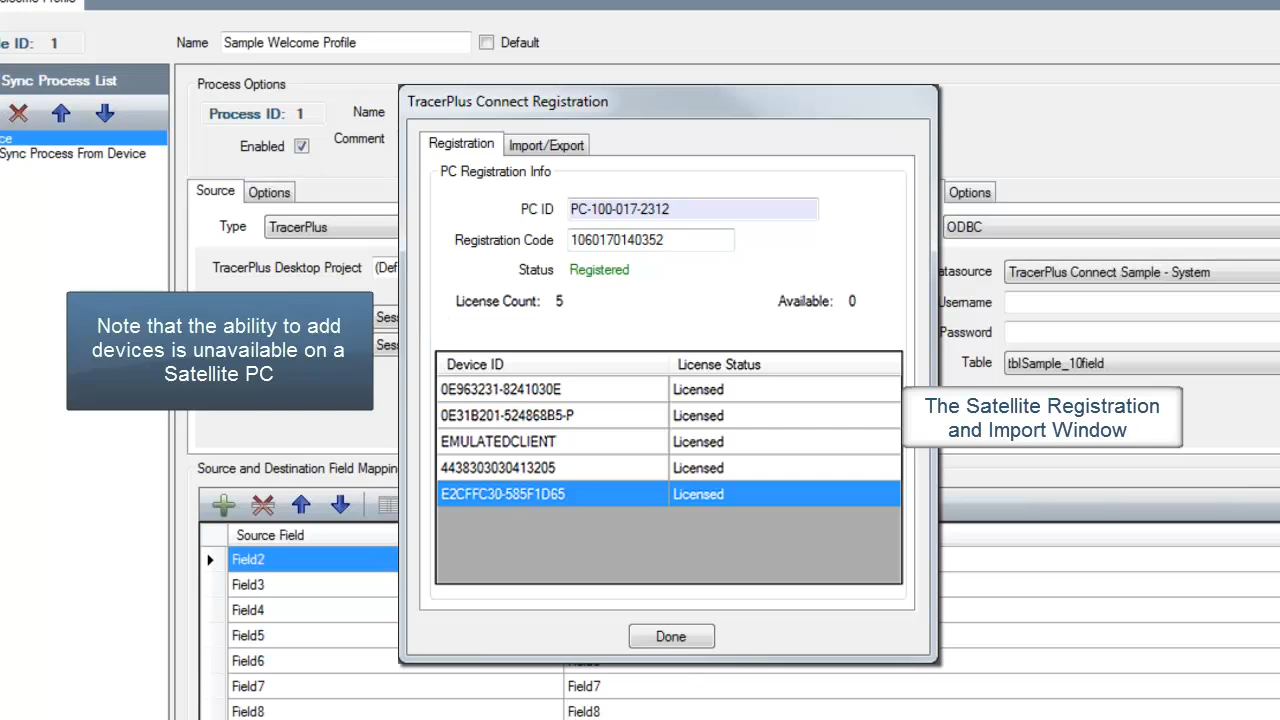 e ID: 1
Name Sample Welcome Profile Default
Sync Process List
Process Options
Process ID: 1 Name
Enabled Comment
ce
Sync Process From Device
Source Options
Type TracerPlus
TracerPlus Desktop Project (Def
Ses
Ses
Note that the ability to add
devices is unavailable on a
Satellite PC
TracerPlus Connect Registration
Registration Import/Export
PC Registration Info
PC ID PC-100-017-2312
Registration Code 1060170140352
Status Registered
License Count: 5 Available: 0
Device ID License Status
0E963231-8241030E Licensed
0E31B201-524868B5-P Licensed
EMULATEDCLIENT Licensed
4438303030413205 Licensed
E2CFFC30-585F1D65 Licensed
Done
Options
ODBC
atasource TracerPlus Connect Sample - System
Username
Password
Table tblSample_10field
The Satellite Registration
and Import Window
Source and Destination Field Mapping
Source Field
Field2
Field3
Field4
Field5
Field6
Field7 Field7
Field8 Field8